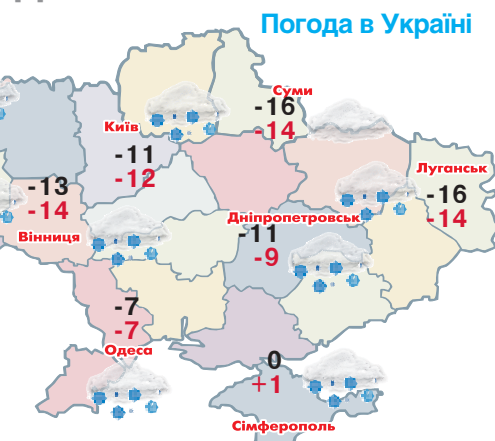 Погода в Україні
Суми
-16
-14
Київ
-11
-12
Луганськ
-16
-14
-13
-14
Вінниця
Дніпропетровськ
-11
-9
-7
-7
Одеса
0
+1
Сімферополь